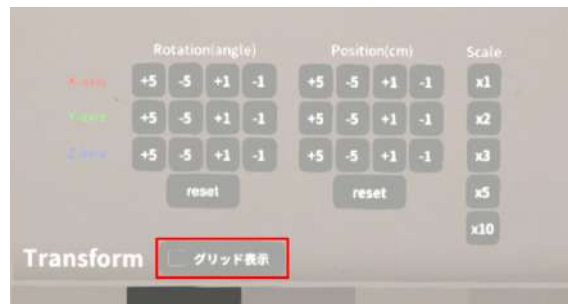 Rotation(angle) Position(cm) Scale
X-axis +5 -5 +1 -1 +5 -5 +1 -1 x1
Y-axis +5 -5 +1 -1 +5 -5 +1 -1 x2
Z-axis +5 -5 +1 -1 +5 -5 +1 -1 x3
reset reset x5
x10
Transform グリッド表示